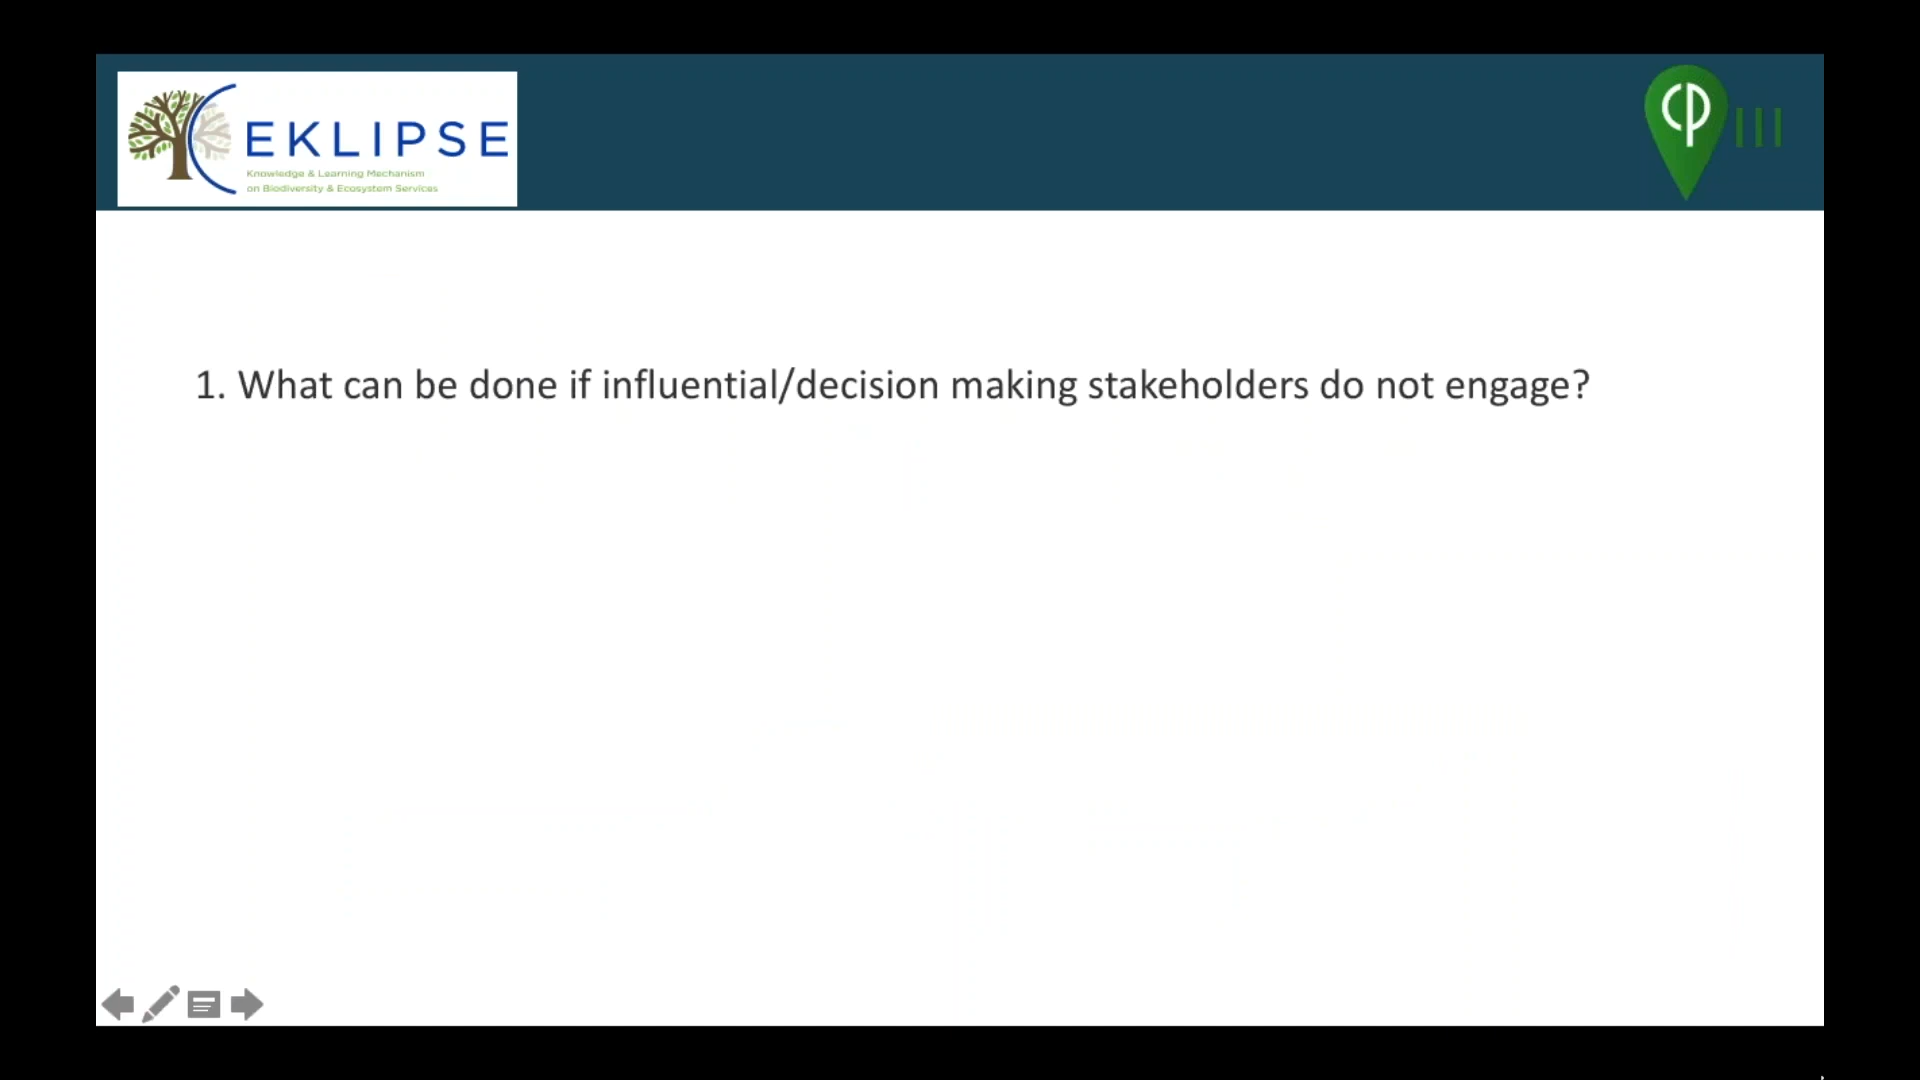 EKLIPSE
Knowledge & Learning Mechanism
on Biodiversity & Ecosystem Services
1. What can be done if influential/decision making stakeholders do not engage?